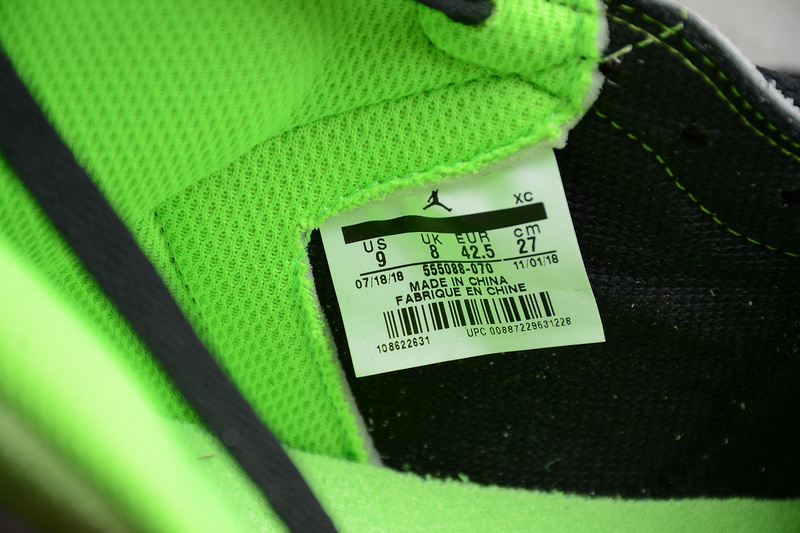 XC
US UK EUR cm
9 8 42.5 27
07/18/18 555088-070 11/01/18
MADE IN CHINA
FABRIQUE EN CHINE
108622631 UPC 00887229631228